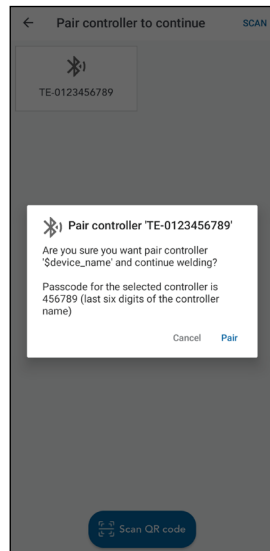 Pair controller to continue
SCAN
TE-0123456789
Pair controller 'TE-0123456789'
Are you sure you want pair controller
'$device_name' and continue welding?
Passcode for the selected controller is
456789 (last six digits of the controller
name)
Cancel
Pair
Scan QR code